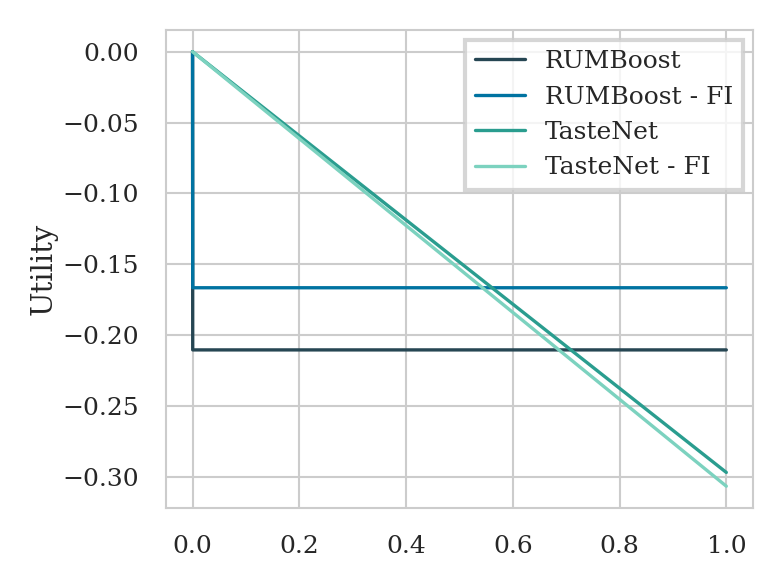 0.00
−0.05
−0.10
−0.15
−0.20
−0.25
−0.30
Utility
RUMBoost
RUMBoost - FI
TasteNet
TasteNet - FI
0.0 0.2 0.4 0.6 0.8 1.0